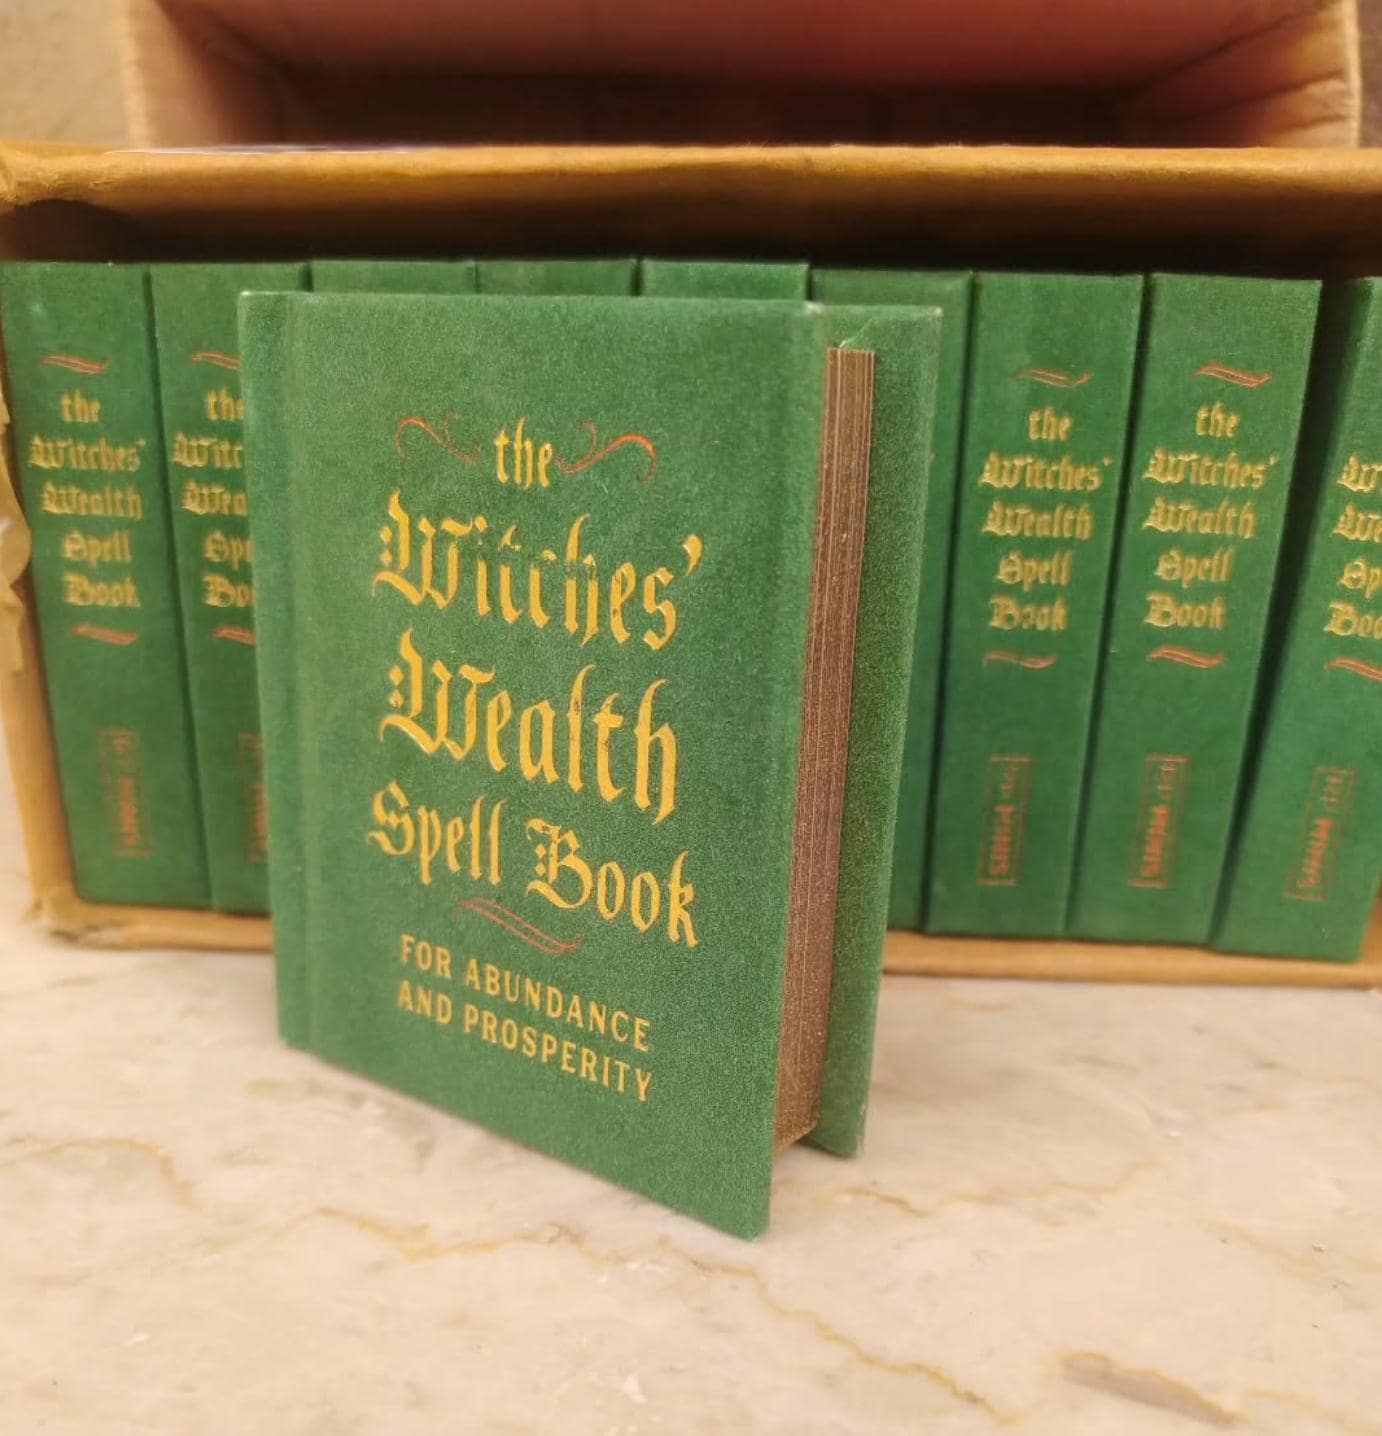 the
Witches'
Wealth
Spell Book
FOR ABUNDANCE
AND PROSPERITY
the
Witches'
Wealth
Spell
Book
the
Witches'
Wealth
Spell
Book
the
Witches'
Wealth
Spell
Book